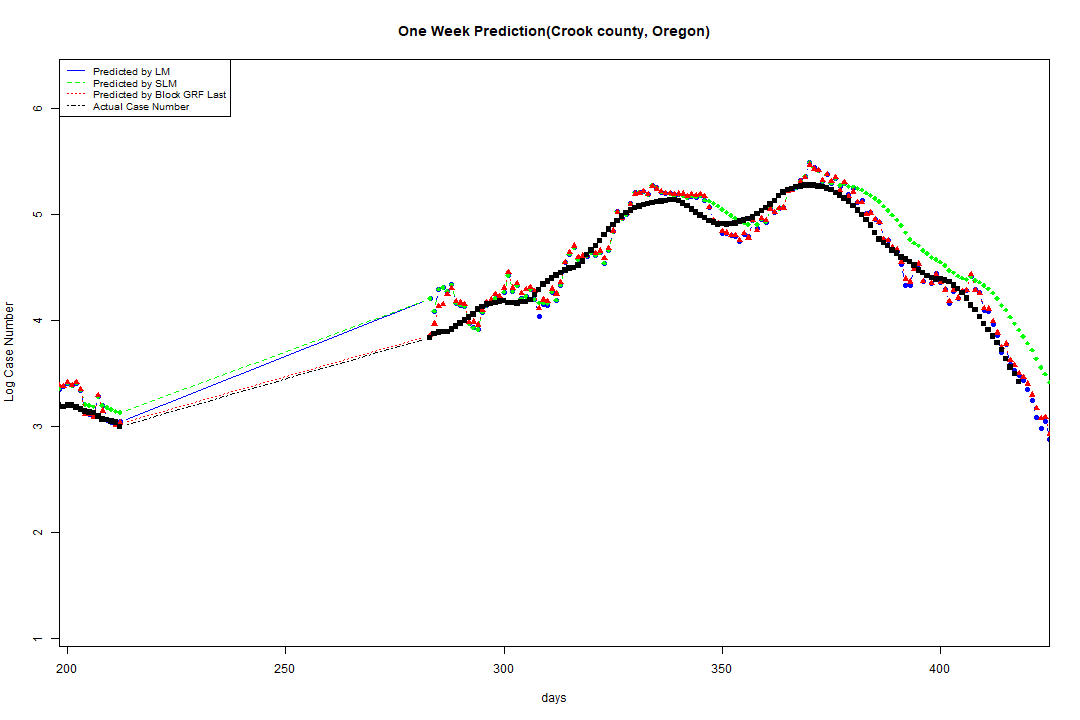 One Week Prediction(Crook county, Oregon)
Predicted by LM
Predicted by SLM
Predicted by Block GRF Last
Actual Case Number
6
5
4
3
2
1
Log Case Number
200 250 300 350 400
days